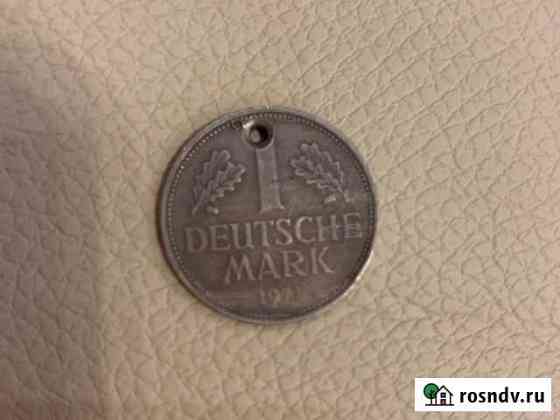 1
DEUTSCHE
MARK
rosndv.ru